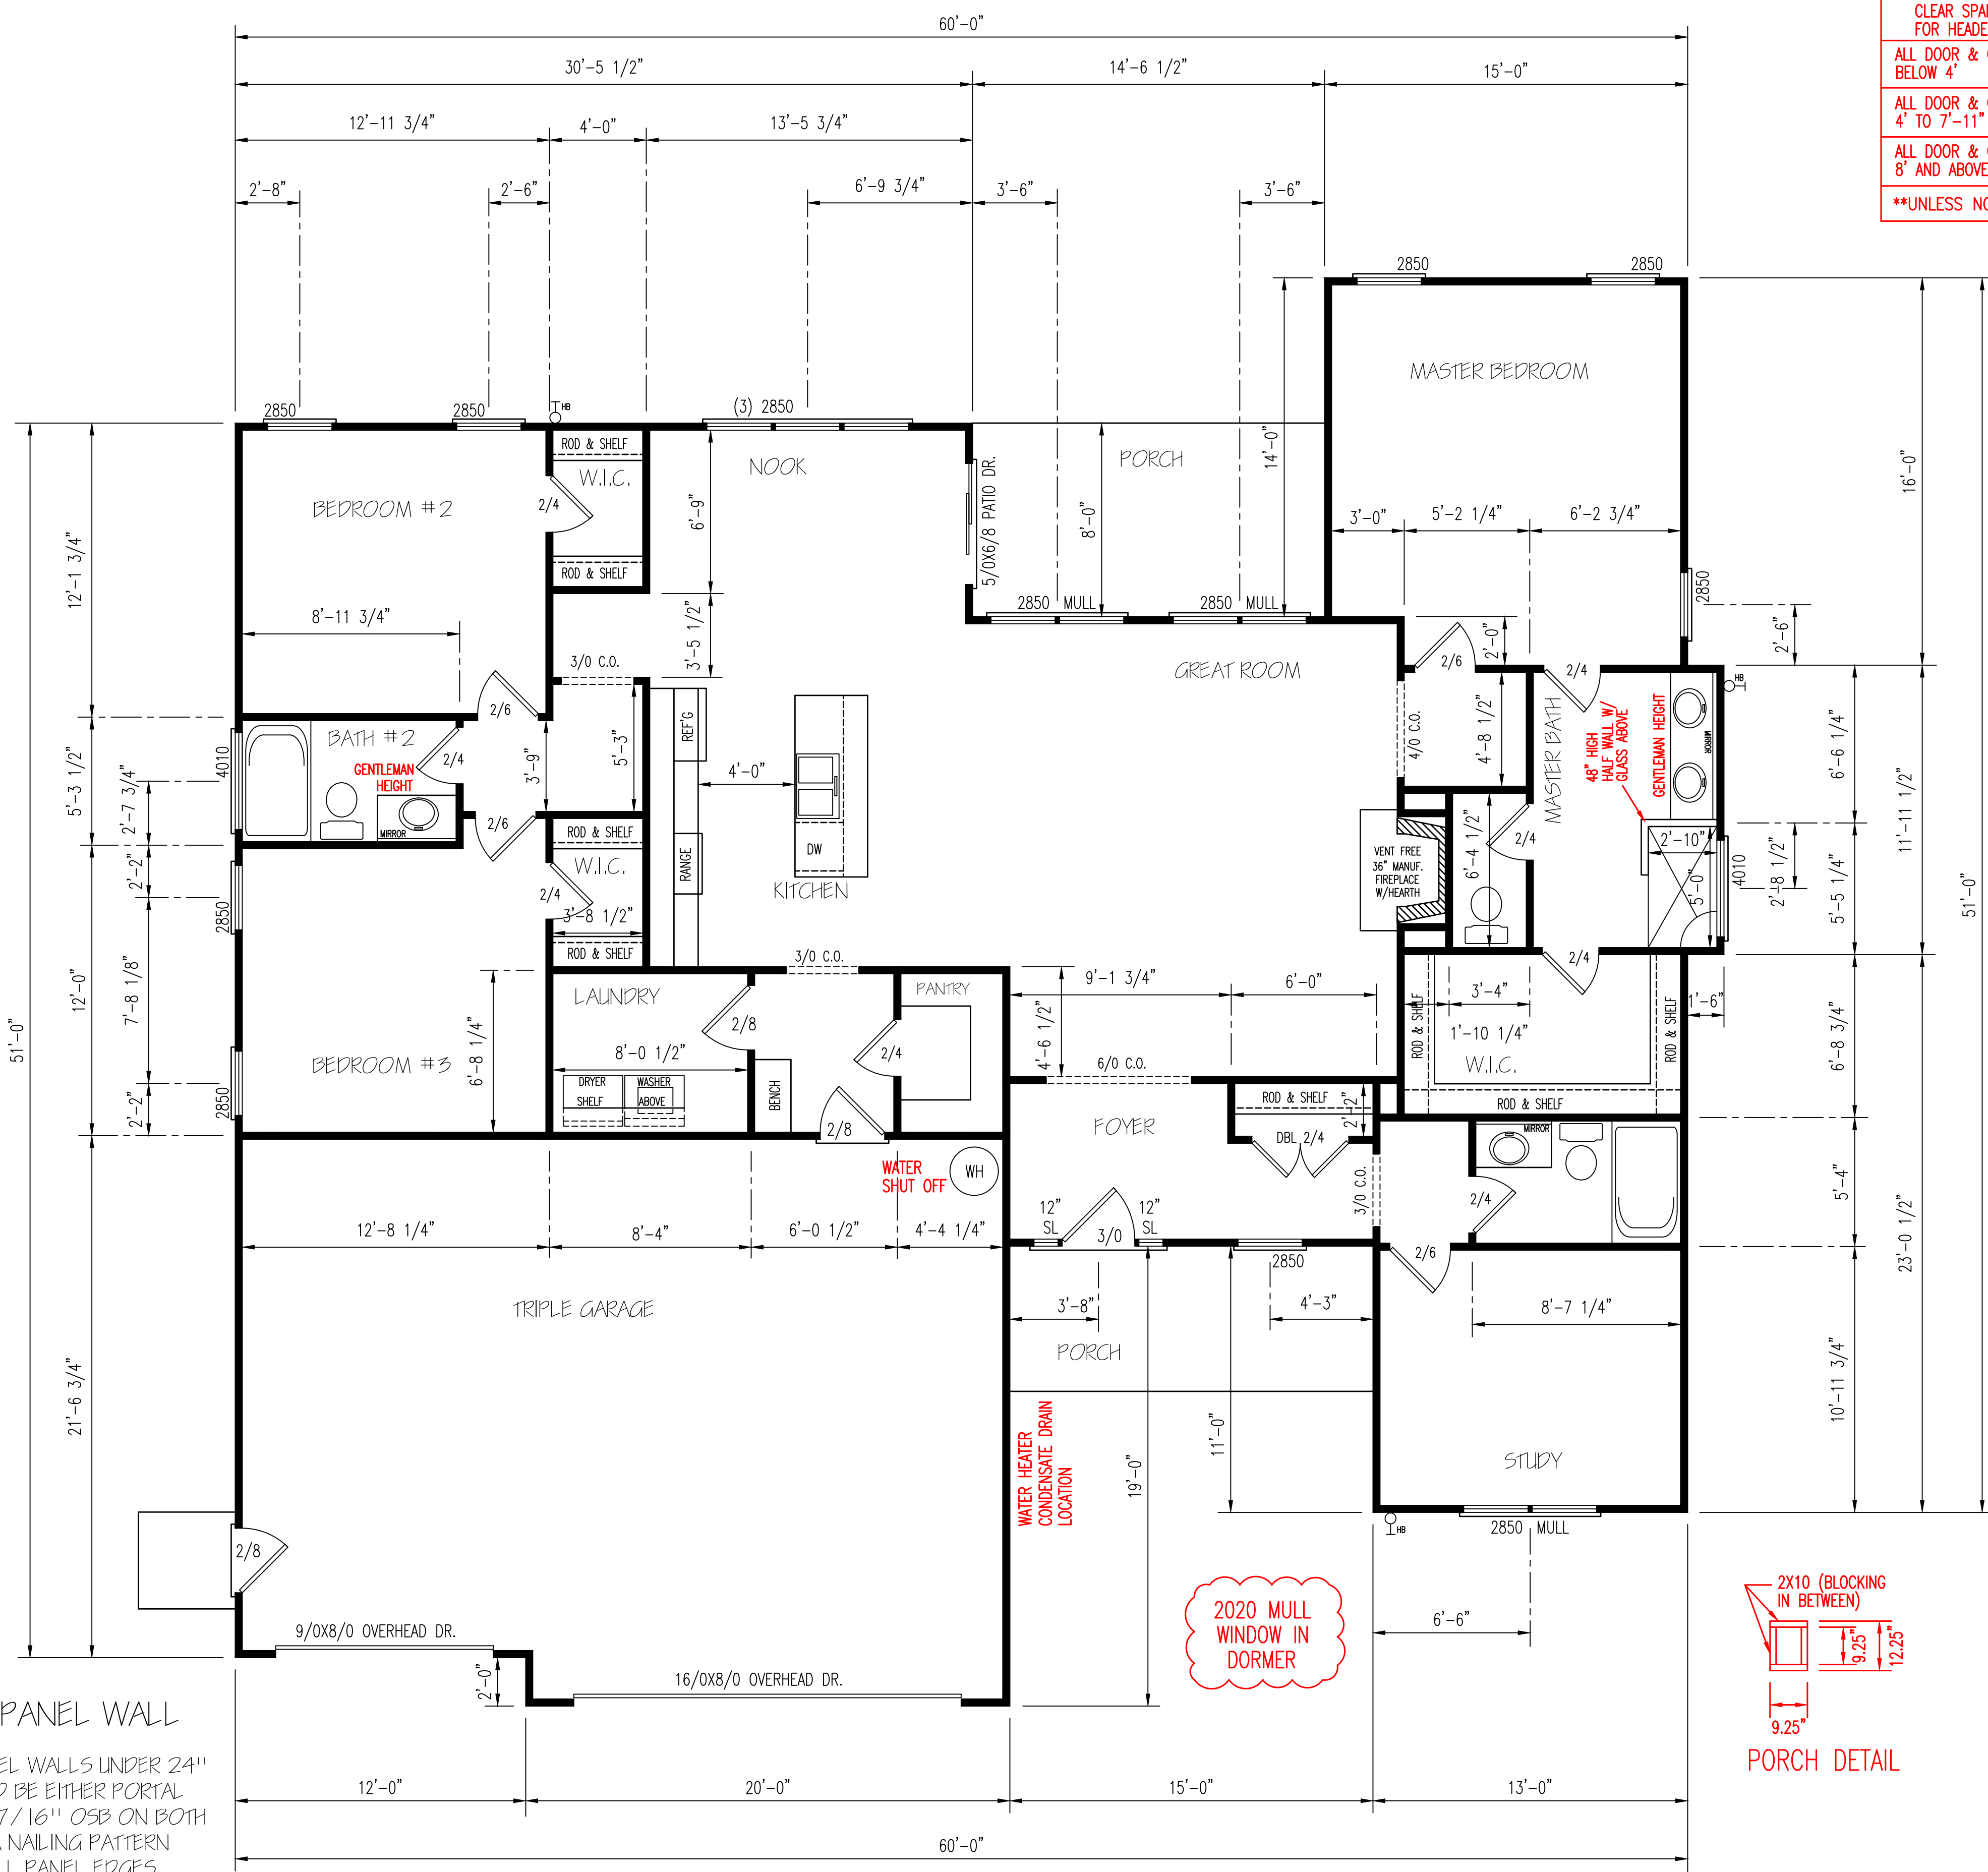 60'-0"
30'-5 1/2"
14'-6 1/2"
15'-0"
12'-11 3/4"
4'-0"
13'-5 3/4"
2'-8"
2'-6"
6'-9 3/4"
3'-6"
3'-6"
CLEAR
FOR
ALL DOOR &
BELOW 4'
ALL DOOR &
4' TO 7'-11"
ALL DOOR &
8' AND ABOVE
**UNLESS
2850
2850
MASTER BEDROOM
14'-0"
16'-0"
3'-0"
5'-2 1/4"
6'-2 3/4"
2850
2'-6"
2'-0"
2/6
2/4
2850
2850
HB
(3) 2850
ROD & SHELF
W.I.C.
2/4
ROD & SHELF
BEDROOM #2
8'-11 3/4"
NOOK
6'-9"
3'-5 1/2"
5/0X6/8 PATIO DR.
PORCH
8'-0"
2850 MULL
2850 MULL
GREAT ROOM
12'-1 3/4"
5'-3 1/2"
2'-7 3/4"
2'-2"
12'-0"
7'-8 1/8"
2'-2"
51'-0"
21'-6 3/4"
3/0 C.O.
2/6
BATH #2
GENTLEMAN
HEIGHT
MIRROR
2/4
4010
3'-9"
5'-3"
2/6
REF'G
RANGE
4'-0"
DW
KITCHEN
4/0 C.O.
4'-8 1/2"
MASTER BATH
48" HIGH
HALF WALL W/
GLASS ABOVE
GENTLEMAN HEIGHT
MIRROR
HB
2'-10"
5'-0"
4010
2'-8 1/2"
6'-6 1/4"
5'-5 1/4"
11'-11 1/2"
51'-0"
VENT FREE
36" MANUF.
FIREPLACE
W/HEARTH
6'-4 1/2"
2/4
2/4
ROD & SHELF
W.I.C.
2/4
3'-8 1/2"
ROD & SHELF
2850
2850
BEDROOM #3
6'-8 1/4"
LAUNDRY
2/8
8'-0 1/2"
DRYER
SHELF
WASHER
ABOVE
BENCH
3/0 C.O.
2/4
PANTRY
2/8
9'-1 3/4"
6'-0"
4'-6 1/2"
6/0 C.O.
ROD & SHELF
3'-4"
1'-10 1/4"
W.I.C.
ROD & SHELF
ROD & SHELF
1'-6"
6'-8 3/4"
FOYER
ROD & SHELF
2'-2"
DBL 2/4
3/0 C.O.
MIRROR
2/4
5'-4"
23'-0 1/2"
WATER
SHUT OFF
WH
12'-8 1/4"
8'-4"
6'-0 1/2"
4'-4 1/4"
12"
SL
3/0
12"
SL
2850
2/6
TRIPLE GARAGE
3'-8"
4'-3"
8'-7 1/4"
PORCH
10'-11 3/4"
WATER HEATER
CONDENSATE DRAIN
LOCATION
19'-0"
11'-0"
STUDY
2850 MULL
HB
2/8
9/0X8/0 OVERHEAD DR.
2'-0"
16/0X8/0 OVERHEAD DR.
2020 MULL
WINDOW IN
DORMER
6'-6"
2X10 (BLOCKING
IN BETWEEN)
9.25"
12.25"
9.25"
PORCH DETAIL
PANEL WALL
WALLS UNDER 24"
BE EITHER PORTAL
7/16" OSB ON BOTH
NAILING PATTERN
PANEL EDGES
12'-0"
20'-0"
15'-0"
13'-0"
60'-0"